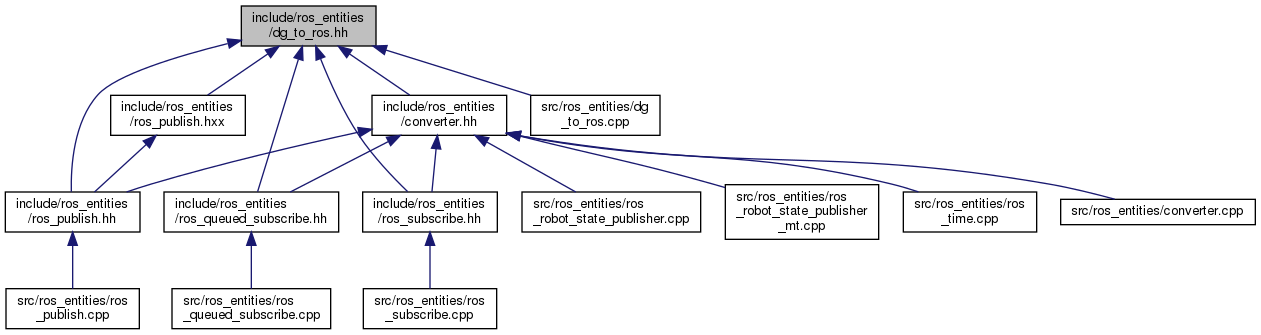 include/ros_entities
/dg_to_ros.hh
include/ros_entities
/ros_publish.hxx
include/ros_entities
/converter.hh
src/ros_entities/dg
_to_ros.cpp
include/ros_entities
/ros_publish.hh
include/ros_entities
/ros_queued_subscribe.hh
include/ros_entities
/ros_subscribe.hh
src/ros_entities/ros
_robot_state_publisher.cpp
src/ros_entities/ros
_robot_state_publisher
_mt.cpp
src/ros_entities/ros
_time.cpp
src/ros_entities/converter.cpp
src/ros_entities/ros
_publish.cpp
src/ros_entities/ros
_queued_subscribe.cpp
src/ros_entities/ros
_subscribe.cpp